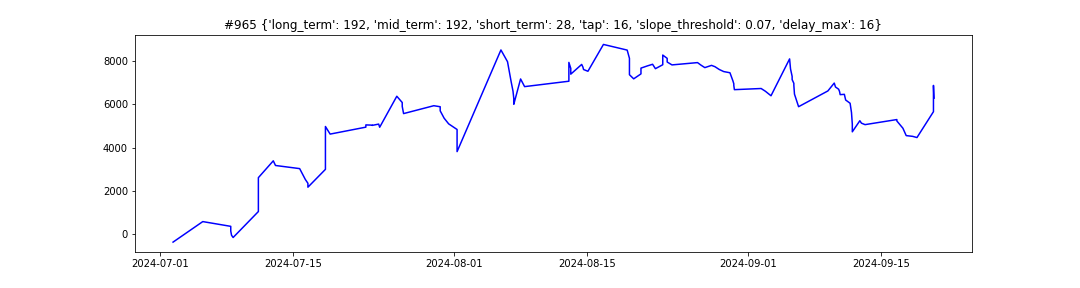 #965 {'long_term': 192, 'mid_term': 192, 'short_term': 28, 'tap': 16, 'slope_threshold': 0.07, 'delay_max': 16}
8000
6000
4000
2000
0
2024-07-01 2024-07-15 2024-08-01 2024-08-15 2024-09-01 2024-09-15